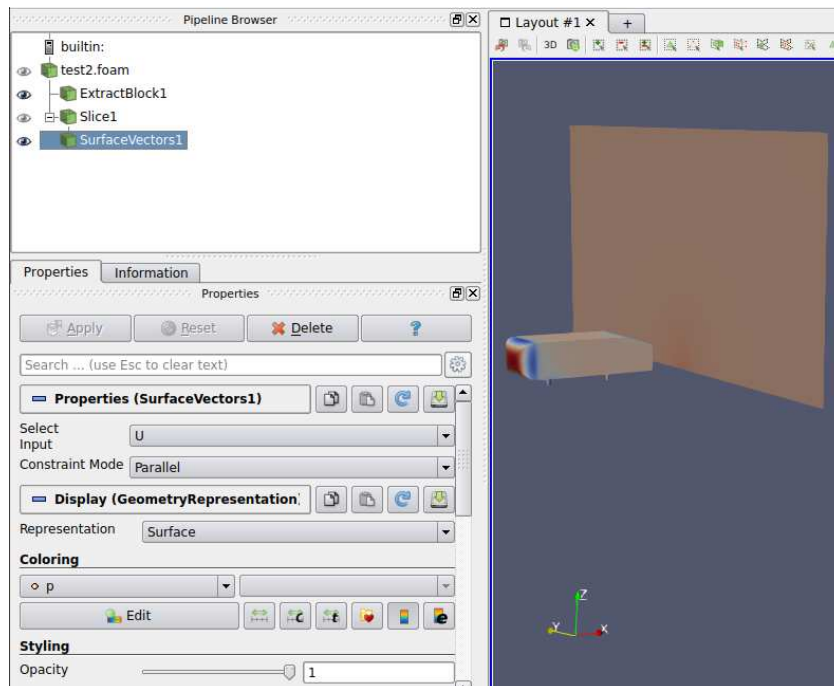 Pipeline Browser
builtin:
test2.foam
ExtractBlock1
Slice1
SurfaceVectors1
Properties
Information
Properties
Apply
Reset
Delete
?
Search ... (use Esc to clear text)
Properties (SurfaceVectors1)
Select
Input
U
Constraint Mode
Parallel
Display (GeometryRepresentation)
Representation
Surface
Coloring
p
Edit
c
t
e
Styling
Opacity
1
Layout #1
+
3D
Z
Y
X